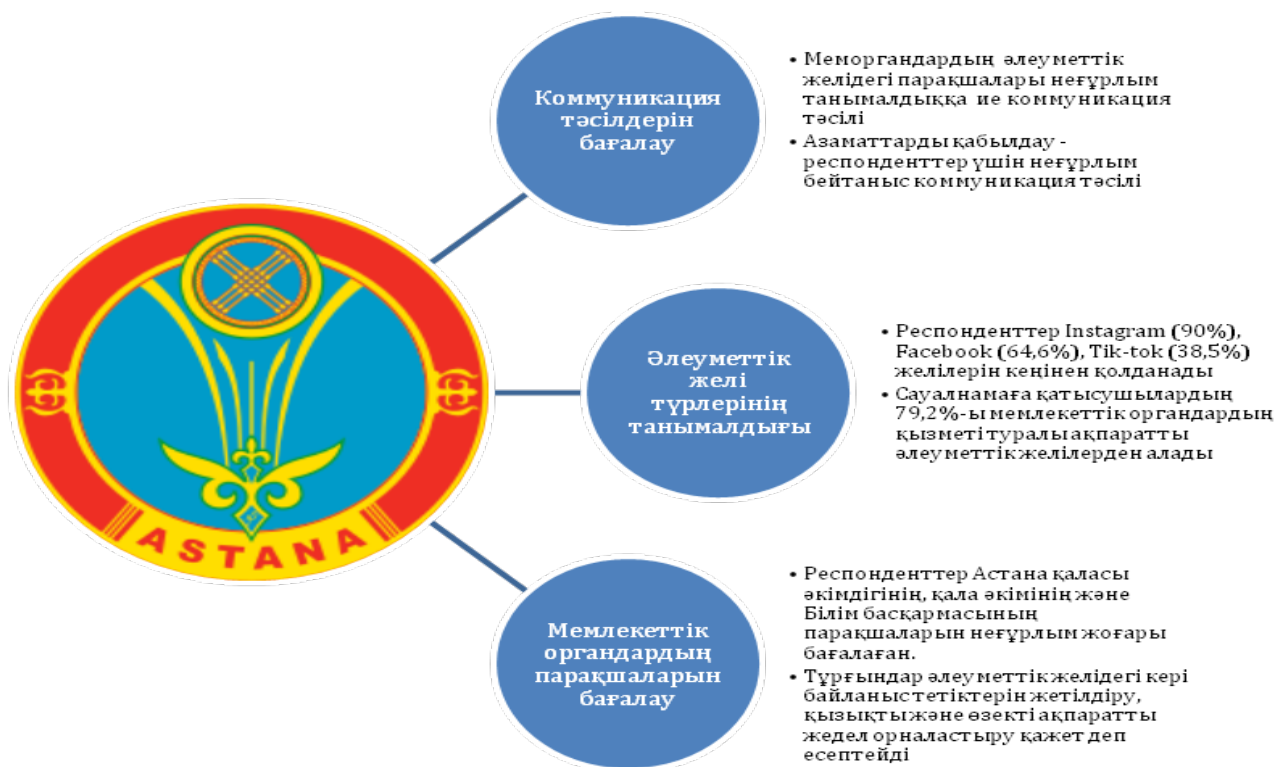 Коммуникация
тәсілдерін
бағалау
• Меморгандардың әлеуметтік
желідегі парақшалары неғұрлым
танымалдыққа ие коммуникация
тәсілі
• Азаматтарды қабылдау -
респонденттер үшін неғұрлым
бейтаныс коммуникация тәсілі
ASTANA
Әлеуметтік
желі
түрлерінің
танымалдығы
• Респонденттер Instagram (90%),
Facebook (64,6%), Tik-tok (38,5%)
желілерін кеңінен қолданады
• Сауалнамаға қатысушылардың
79,2%-ы мемлекеттік органдардың
қызметі туралы ақпаратты
әлеуметтік желілерден алады
Мемлекеттік
органдардың
парақшаларын
бағалау
• Респонденттер Астана қаласы
әкімдігінің, қала әкімінің және
Білім басқармасының
парақшаларын неғұрлым жоғары
бағалаған.
• Тұрғындар әлеуметтік желідегі кері
байланыс тетіктерін жетілдіру,
қызықты және өзекті ақпаратты
жедел орналастыру қажет деп
есептейді